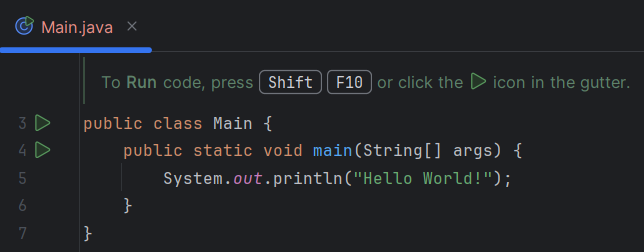 Main.java ×
To Run code, press Shift F10 or click the icon in the gutter.
3 public class Main {
4     public static void main(String[] args) {
5         System.out.println("Hello World!");
6     }
7 }